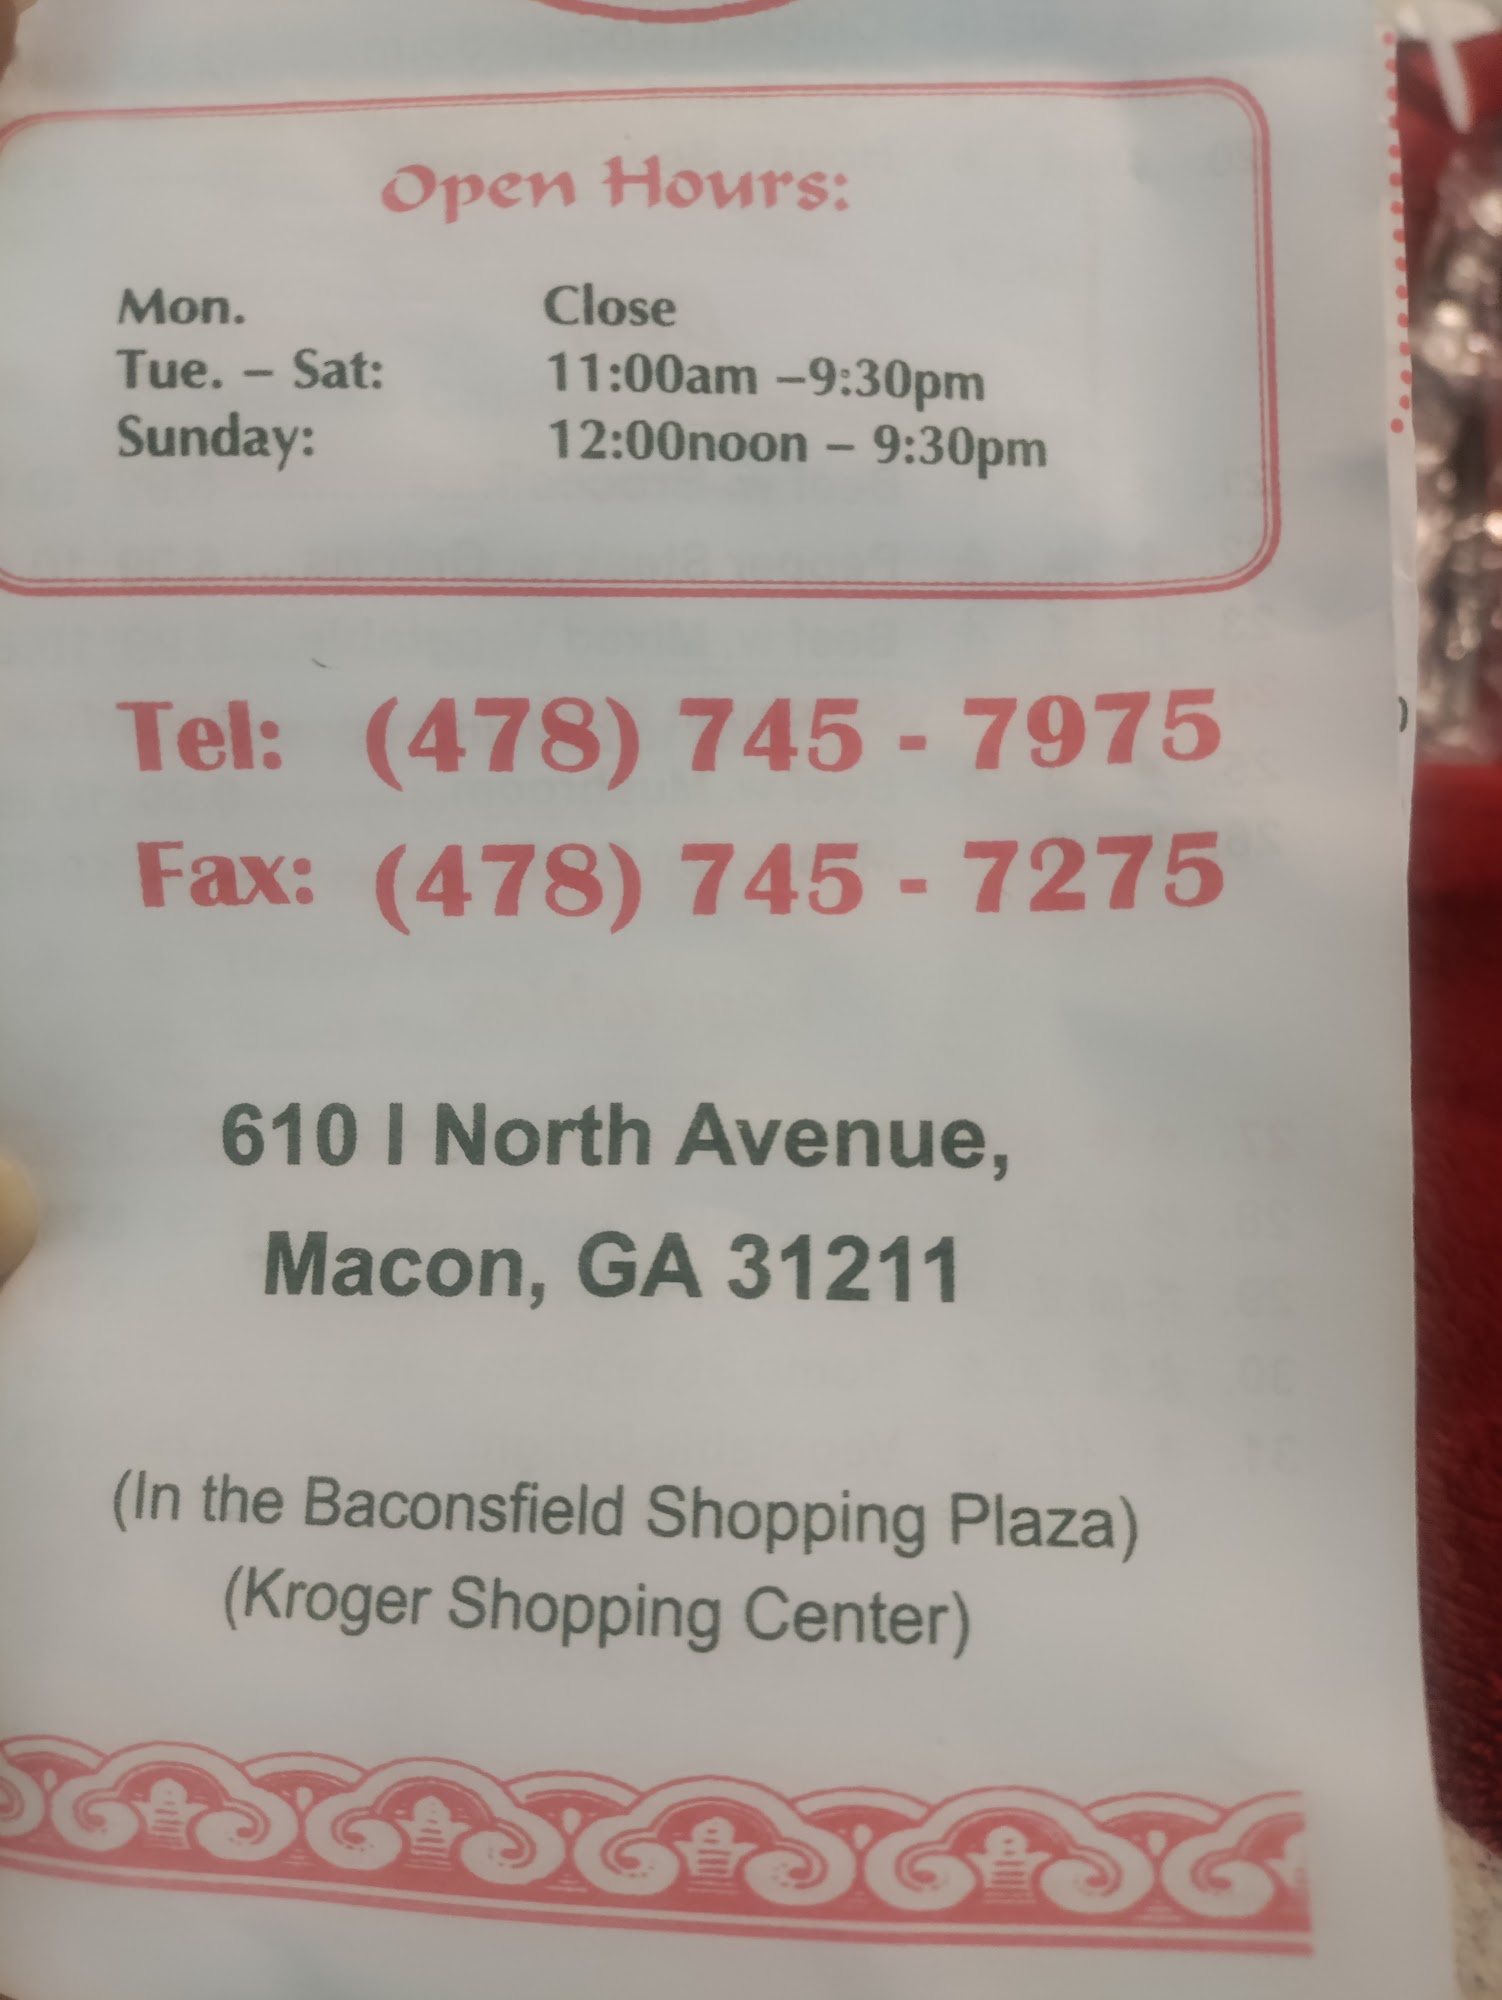 Open Hours:
Mon. Close
Tue. – Sat: 11:00am –9:30pm
Sunday: 12:00noon – 9:30pm
Tel: (478) 745 - 7975
Fax: (478) 745 - 7275
610 I North Avenue,
Macon, GA 31211
(In the Baconsfield Shopping Plaza)
(Kroger Shopping Center)